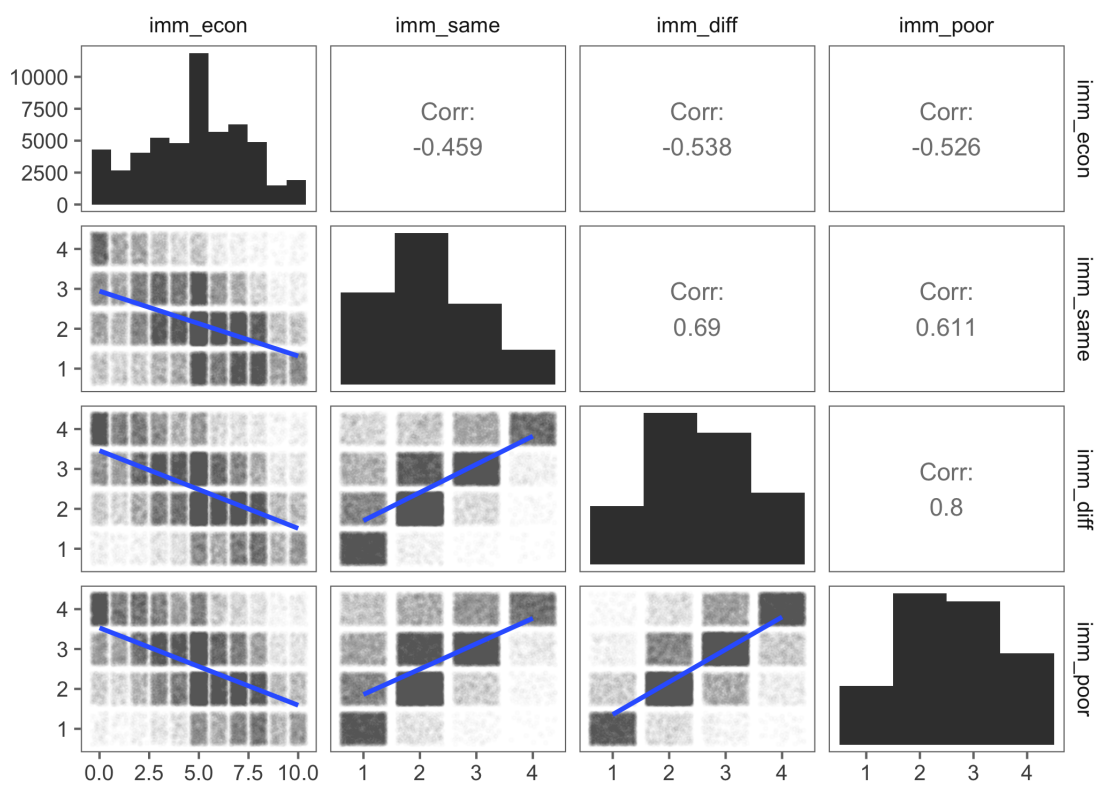 imm_econ imm_same imm_diff imm_poor
10000
7500
5000
2500
0
Corr:
-0.459
Corr:
-0.538
Corr:
-0.526
imm_econ
4
3
2
1
Corr:
0.69
Corr:
0.611
imm_same
4
3
2
1
Corr:
0.8
imm_diff
4
3
2
1
imm_poor
0.0 2.5 5.0 7.5 10.0 1 2 3 4 1 2 3 4 1 2 3 4